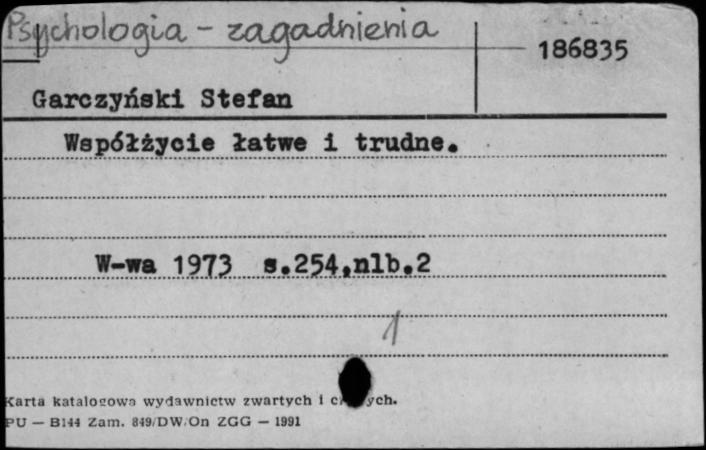 Psychologia - zagadnienia
186835
Garczyński Stefan
Współżycie łatwe i trudne.
W-wa 1973 s.254,nlb.2
1
Karta katalogowa wydawnictw zwartych i ych.
PU — B144 Zam. 849/DW/On ZGG — 1991